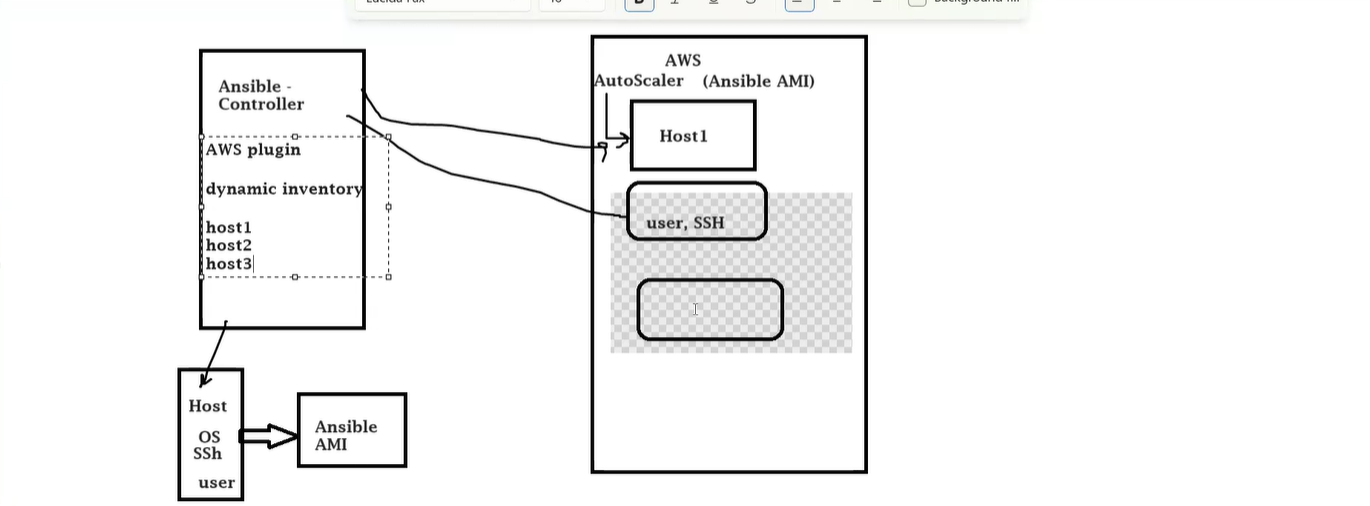 Ansible -
Controller
AWS plugin
dynamic inventory
host1
host2
host3
Host
OS
SSh
user
Ansible
AMI
AWS
AutoScaler (Ansible AMI)
Host1
user, SSH